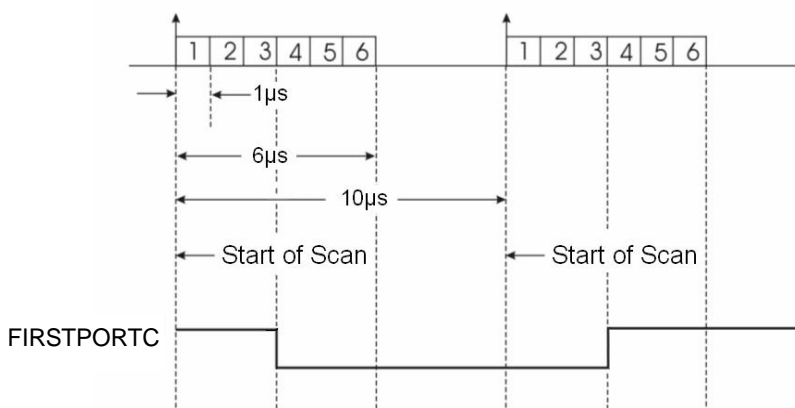 1 2 3 4 5 6 1 2 3 4 5 6
1µs
6µs
10µs
Start of Scan Start of Scan
FIRSTPORTC